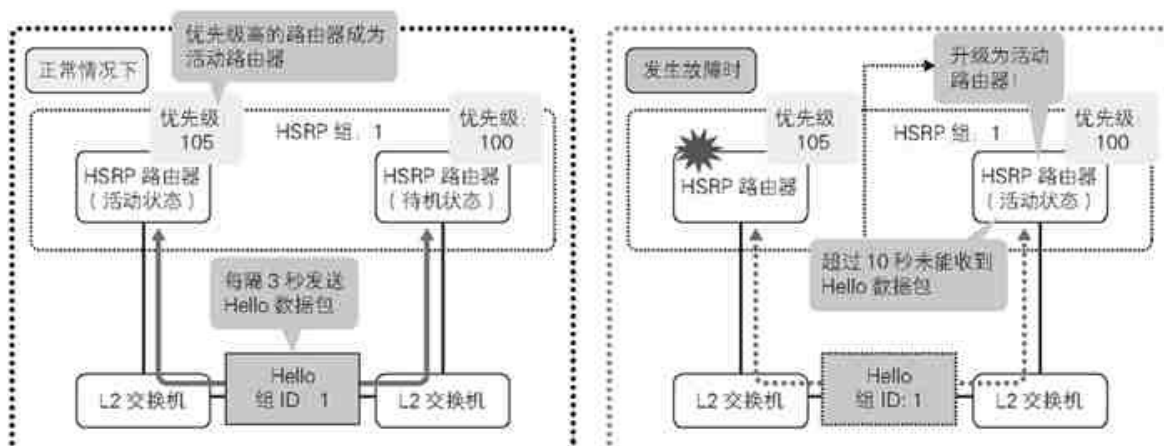 优先级高的路由器成为
活动路由器
正常情况下
优先级:
105
HSRP 组: 1
优先级:
100
HSRP 路由器
（活动状态）
HSRP 路由器
（待机状态）
每隔 3 秒发送
Hello 数据包
L2 交换机
Hello
组 ID 1
L2 交换机
发生故障时
升级为活动
路由器!
优先级:
105
HSRP 组: 1
优先级:
100
HSRP 路由器
HSRP 路由器
（活动状态）
超过 10 秒未能收到
Hello 数据包
L2 交换机
Hello
组 ID: 1
L2 交换机